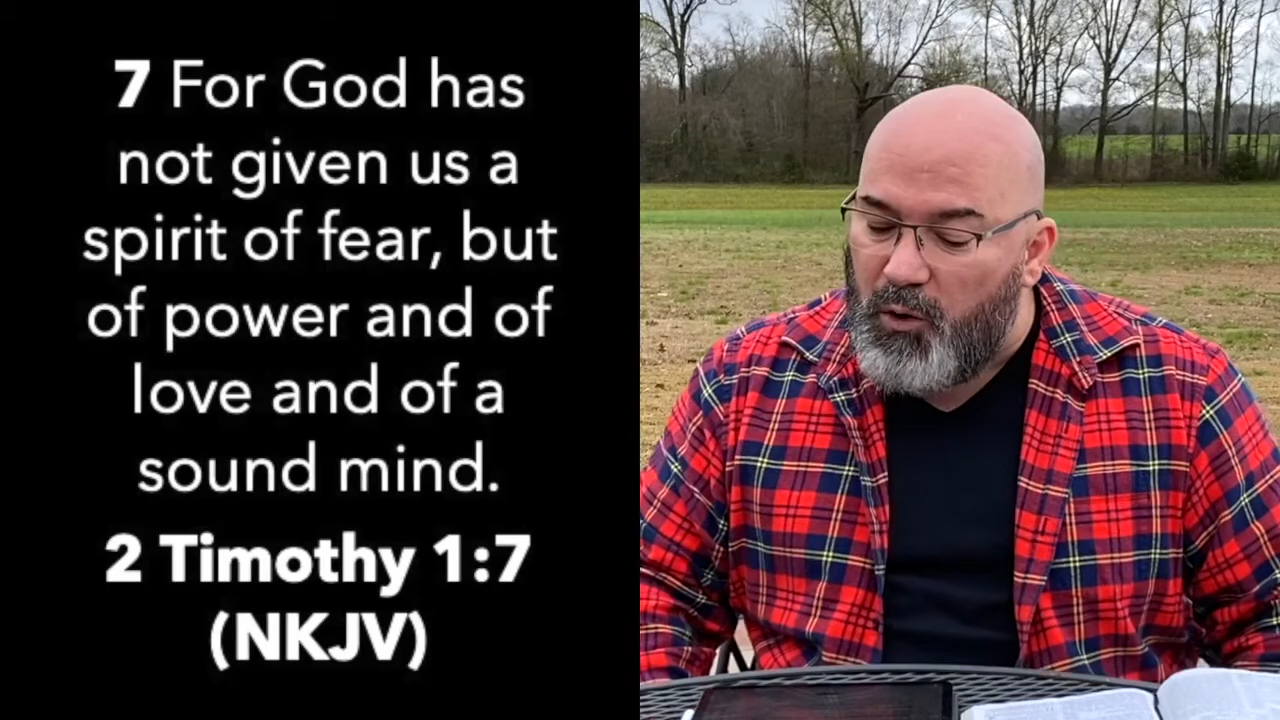 7 For God has
not given us a
spirit of fear, but
of power and of
love and of a
sound mind.
2 Timothy 1:7
(NKJV)